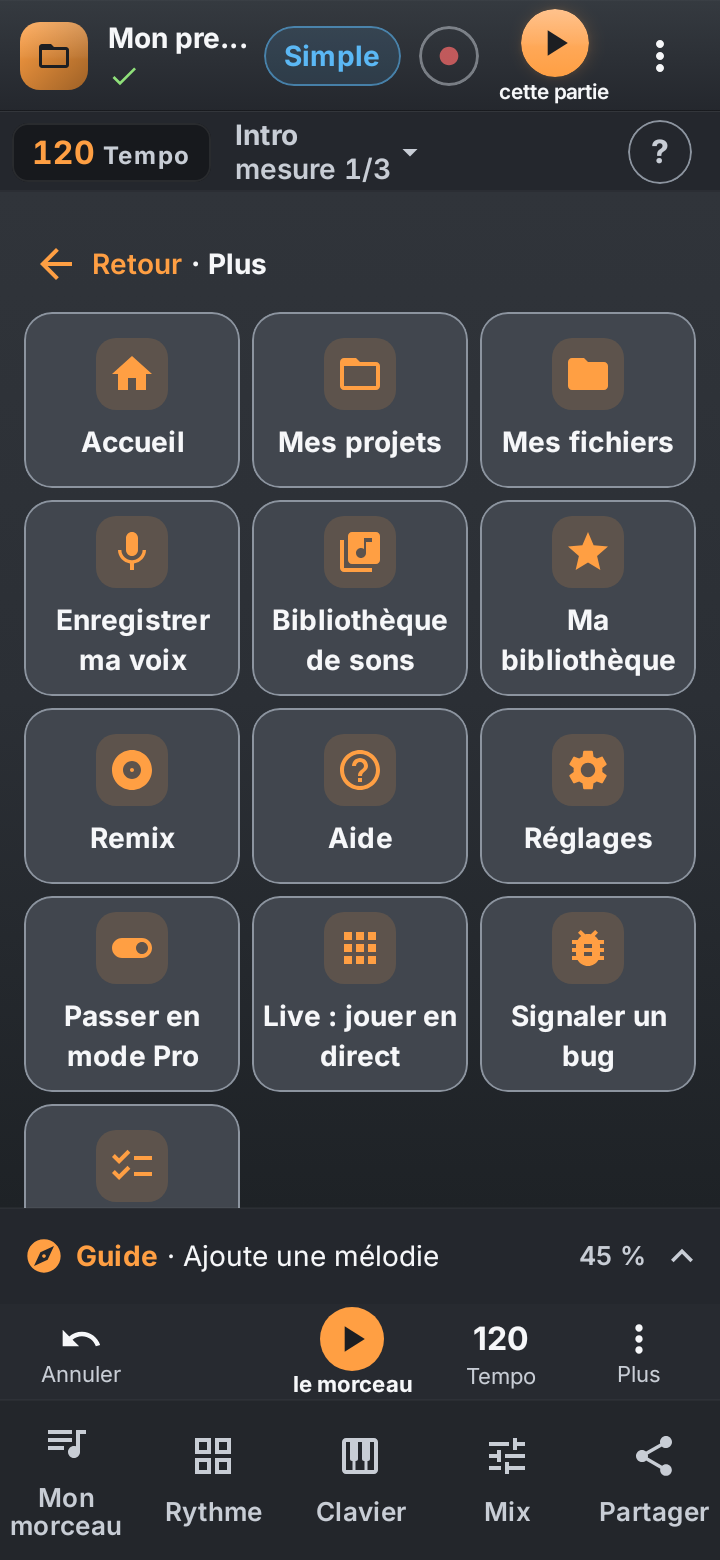 Mon pre...
Simple
cette partie
120 Tempo
Intro
mesure 1/3
?
Retour · Plus
Accueil
Mes projets
Mes fichiers
Enregistrer
ma voix
Bibliothèque
de sons
Ma
bibliothèque
Remix
Aide
Réglages
Passer en
mode Pro
Live : jouer en
direct
Signaler un
bug
Guide · Ajoute une mélodie
45 %
Annuler
le morceau
120
Tempo
Plus
Mon
morceau
Rythme
Clavier
Mix
Partager